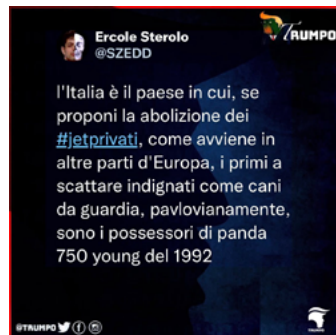 TRUMPO
Ercole Sterolo
@SZEDD
l'Italia è il paese in cui, se
proponi la abolizione dei
#jetprivati, come avviene in
altre parti d'Europa, i primi a
scattare indignati come cani
da guardia, pavlovianamente,
sono i possessori di panda
750 young del 1992
@TRUMPO